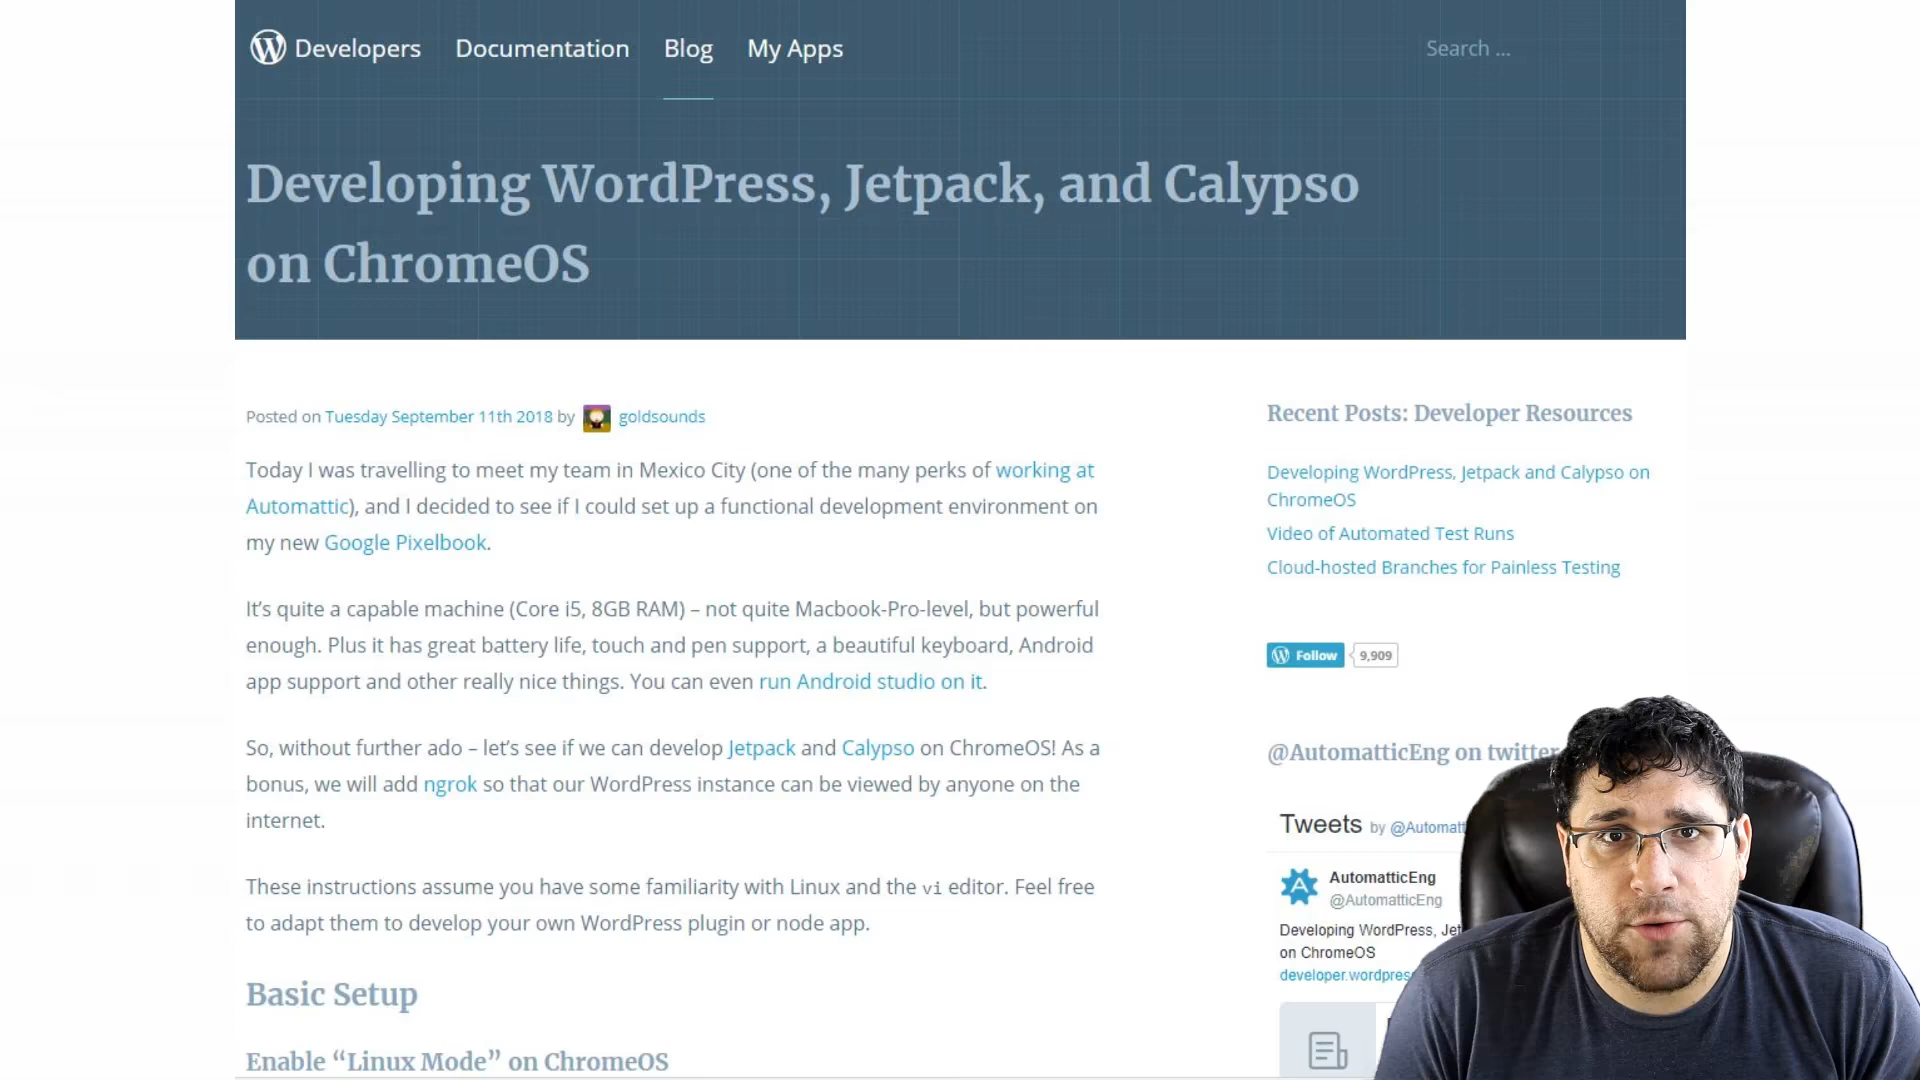 Developers Documentation Blog My Apps Search ...
Developing WordPress, Jetpack, and Calypso
on ChromeOS
Posted on Tuesday September 11th 2018 by goldsounds
Today I was travelling to meet my team in Mexico City (one of the many perks of working at
Automattic), and I decided to see if I could set up a functional development environment on
my new Google Pixelbook.
It’s quite a capable machine (Core i5, 8GB RAM) – not quite Macbook-Pro-level, but powerful
enough. Plus it has great battery life, touch and pen support, a beautiful keyboard, Android
app support and other really nice things. You can even run Android studio on it.
So, without further ado – let’s see if we can develop Jetpack and Calypso on ChromeOS! As a
bonus, we will add ngrok so that our WordPress instance can be viewed by anyone on the
internet.
These instructions assume you have some familiarity with Linux and the vi editor. Feel free
to adapt them to develop your own WordPress plugin or node app.
Basic Setup
Enable “Linux Mode” on ChromeOS
Recent Posts: Developer Resources
Developing WordPress, Jetpack and Calypso on
ChromeOS
Video of Automated Test Runs
Cloud-hosted Branches for Painless Testing
Follow 9,909
@AutomatticEng on twitter
Tweets by @Automatt
AutomatticEng
@AutomatticEng
Developing WordPress, Jet
on ChromeOS
developer.wordpres